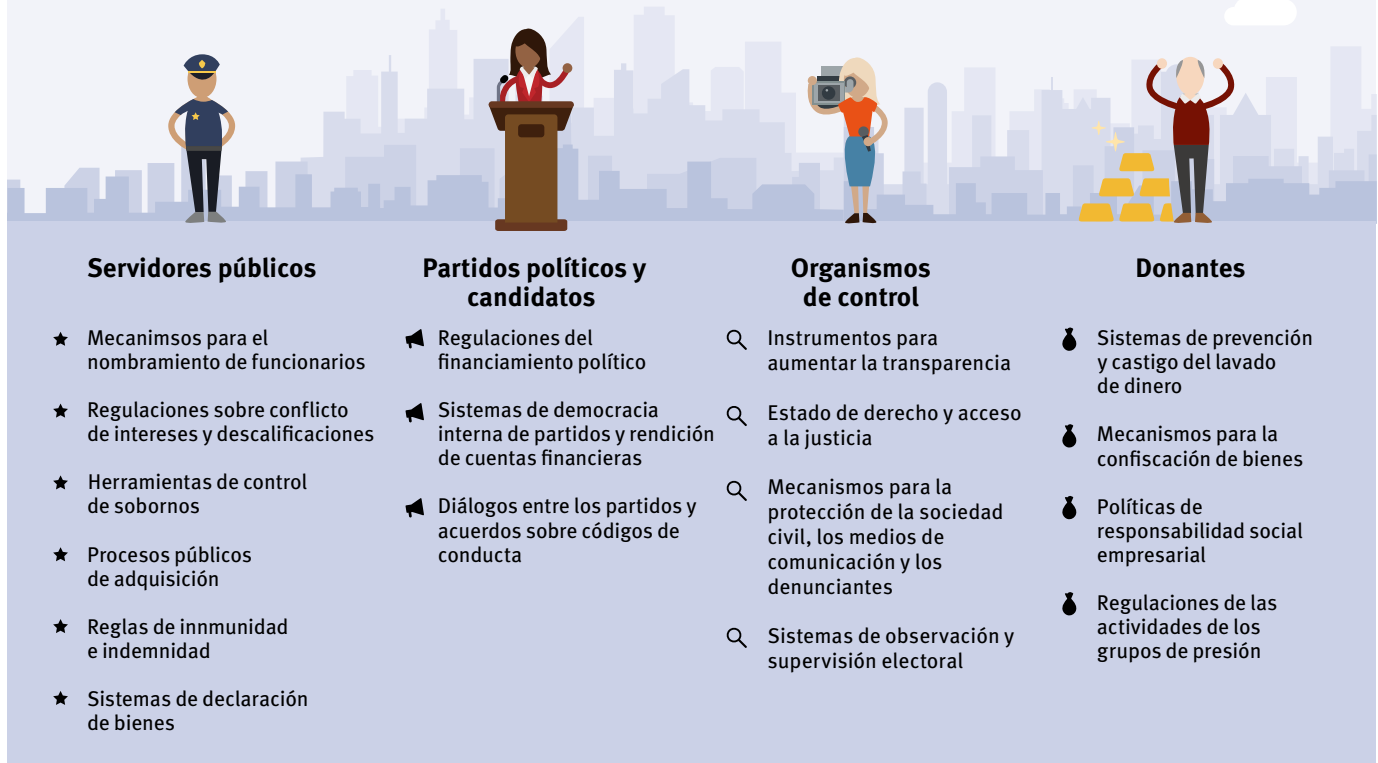 Servidores públicos
Mecanimsos para el
nombramiento de funcionarios
Regulaciones sobre conflicto
de intereses y descalificaciones
Herramientas de control
de sobornos
Procesos públicos
de adquisición
Reglas de innmunidad
e indemnidad
Sistemas de declaración
de bienes
Partidos políticos y
candidatos
Regulaciones del
financiamiento político
Sistemas de democracia
interna de partidos y rendición
de cuentas financieras
Diálogos entre los partidos y
acuerdos sobre códigos de
conducta
Organismos
de control
Instrumentos para
aumentar la transparencia
Estado de derecho y acceso
a la justicia
Mecanismos para la
protección de la sociedad
civil, los medios de
comunicación y los
denunciantes
Sistemas de observación y
supervisión electoral
Donantes
Sistemas de prevención
y castigo del lavado
de dinero
Mecanismos para la
confiscación de bienes
Políticas de
responsabilidad social
empresarial
Regulaciones de las
actividades de los
grupos de presión